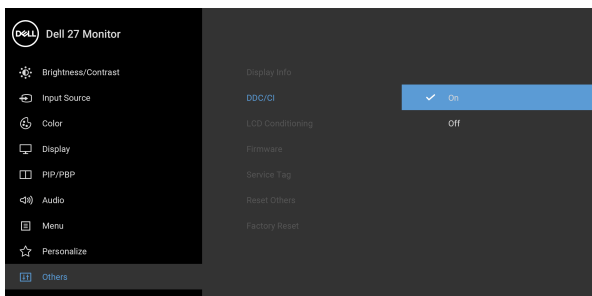 DELL
Dell 27 Monitor
Brightness/Contrast
Input Source
Color
Display
PIP/PBP
Audio
Menu
Personalize
Others
Display Info
DDC/CI
LCD Conditioning
Firmware
Service Tag
Reset Others
Factory Reset
On
Off